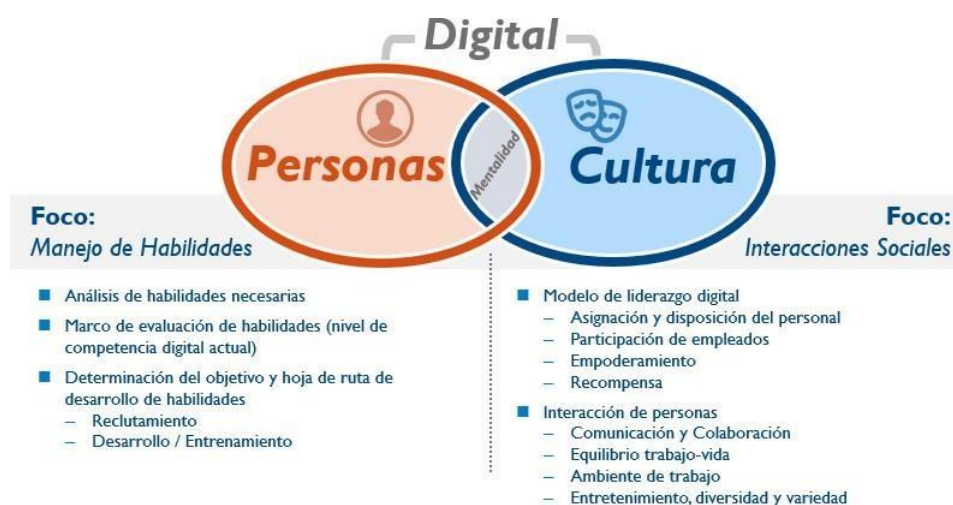 Digital
Personas
Mentalidad
Cultura
Foco:
Manejo de Habilidades
Foco:
Interacciones Sociales
■ Análisis de habilidades necesarias
■ Marco de evaluación de habilidades (nivel de
competencia digital actual)
■ Determinación del objetivo y hoja de ruta de
desarrollo de habilidades
– Reclutamiento
– Desarrollo / Entrenamiento
■ Modelo de liderazgo digital
– Asignación y disposición del personal
– Participación de empleados
– Empoderamiento
– Recompensa
■ Interacción de personas
– Comunicación y Colaboración
– Equilibrio trabajo-vida
– Ambiente de trabajo
– Entretenimiento, diversidad y variedad